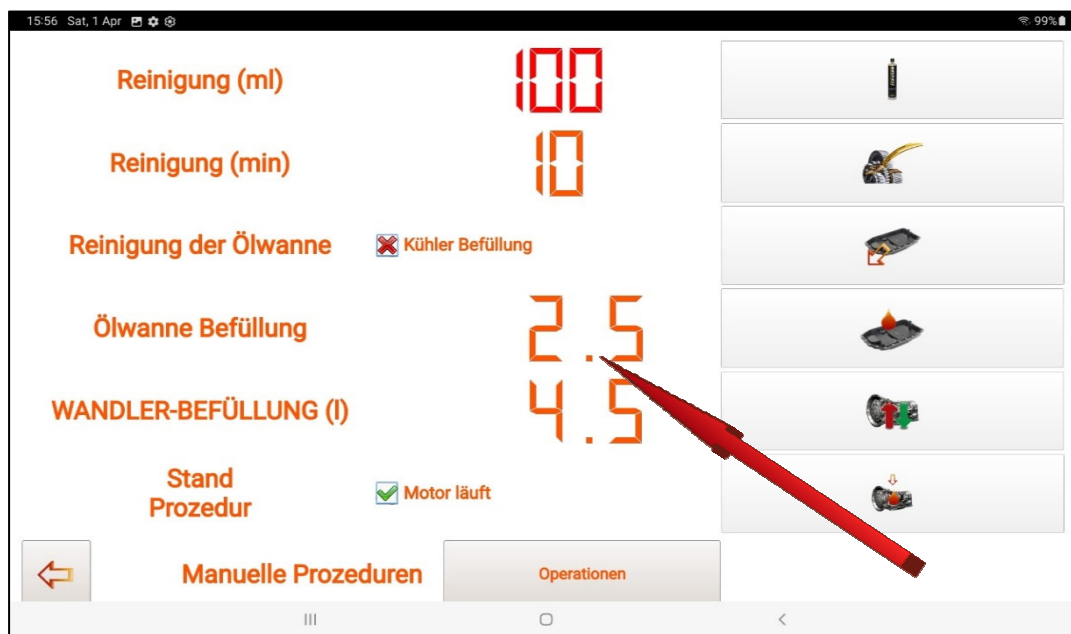 15:56 Sat, 1 Apr 99%
Reinigung (ml) 100
Reinigung (min) 10
Reinigung der Ölwanne Kühler Befüllung
Ölwanne Befüllung 2.5
WANDLER-BEFÜLLUNG (l) 4.5
Stand
Prozedur
Motor läuft
Manuelle Prozeduren Operationen